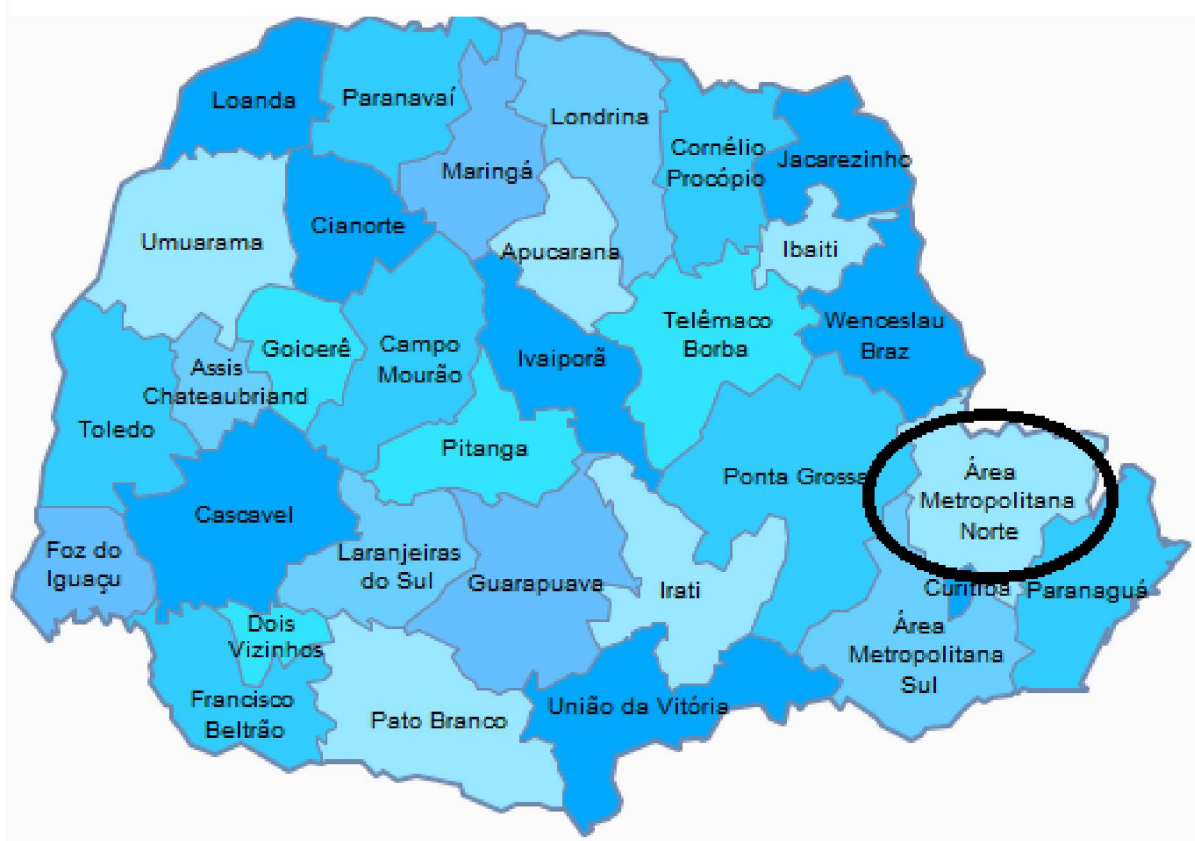 Loanda
Paranavaí
Londrina
Maringá
Cornélio
Procópio
Jacarezinho
Umuarama
Cianorte
Apucarana
Ibaiti
Telêmaco
Borba
Wenceslau
Braz
Assis
Chateaubriand
Goioerê
Campo
Mourão
Ivaiporã
Toledo
Pitanga
Ponta Grossa
Área
Metropolitana
Norte
Cascavel
Foz do
Iguaçu
Laranjeiras
do Sul
Guarapuava
Irati
Curitiba
Paranaguá
Dois
Vizinhos
Área
Metropolitana
Sul
Francisco
Beltrão
Pato Branco
União da Vitória